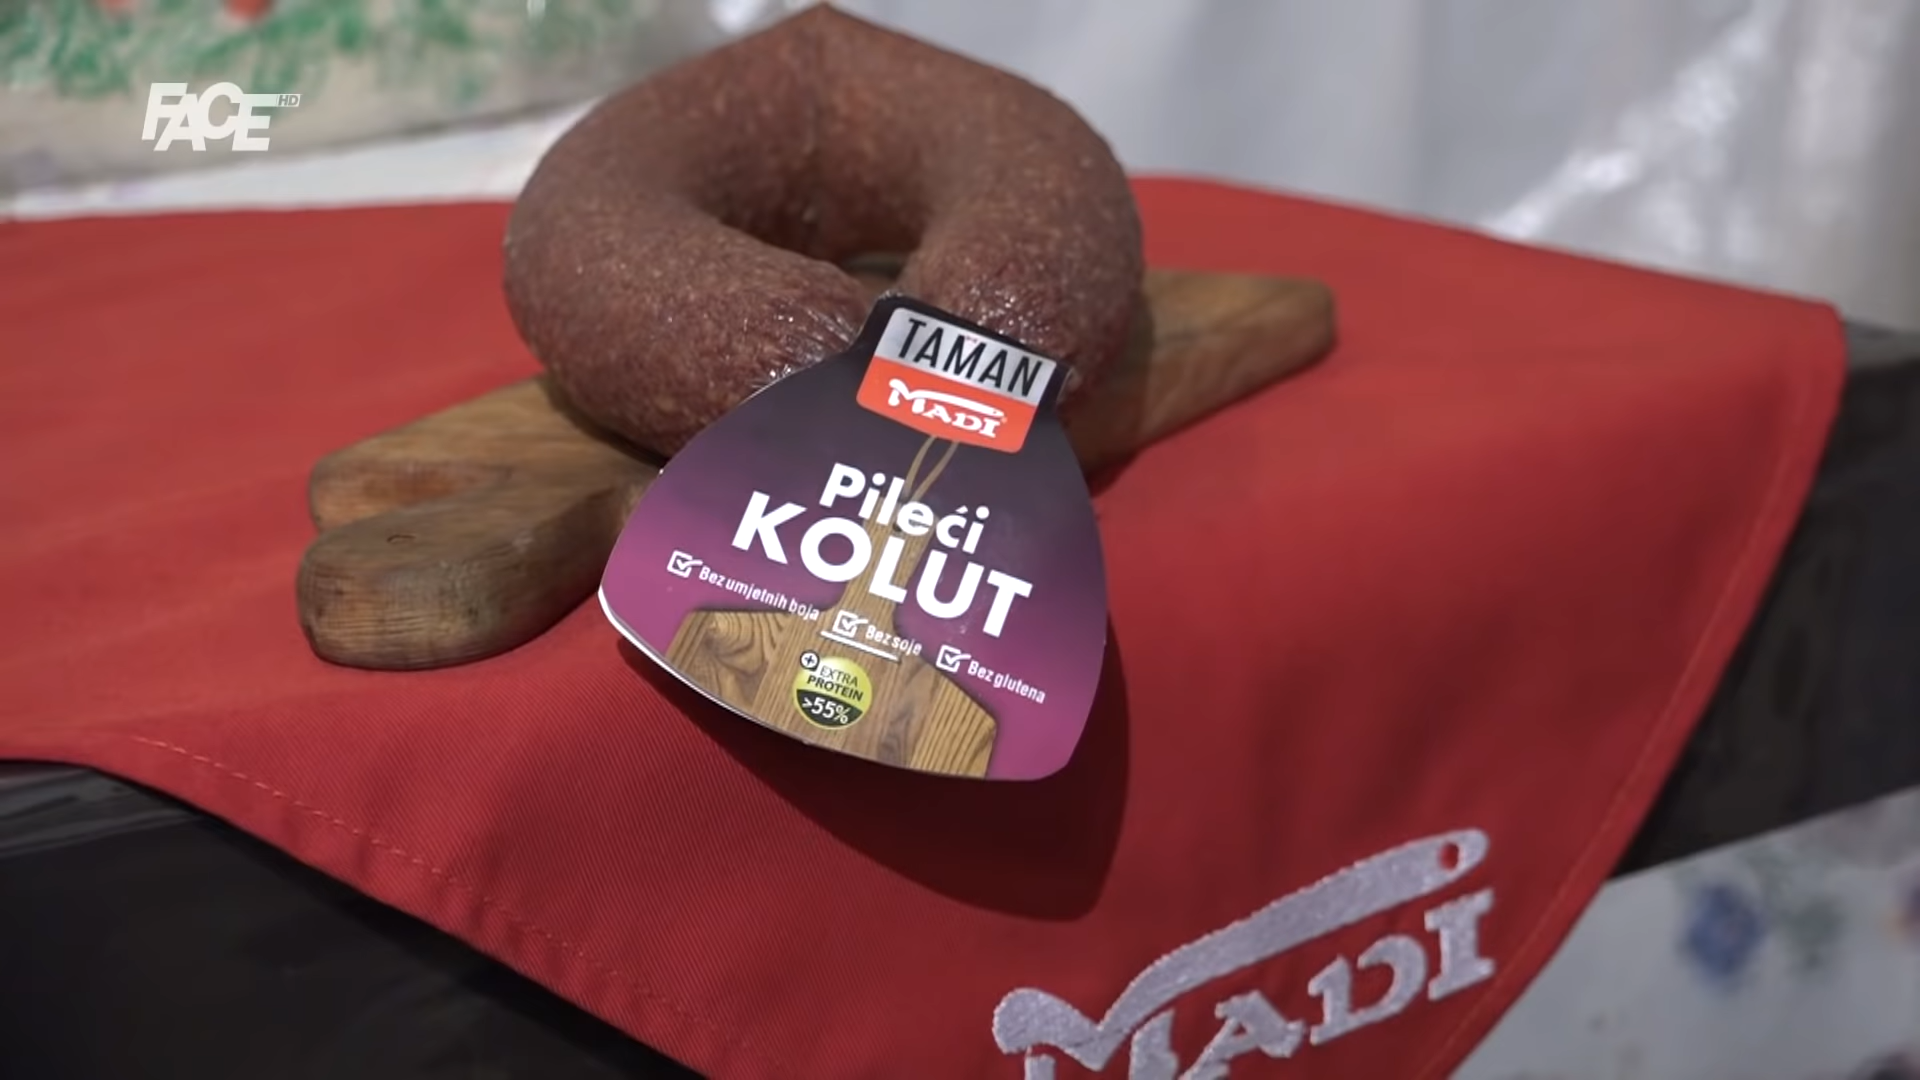 FACE HD
TAMAN
MADI
Pileći
KOLUT
Bez umjetnih boja
Bez soje
Bez glutena
+ EXTRA
PROTEIN
>55%
MADI